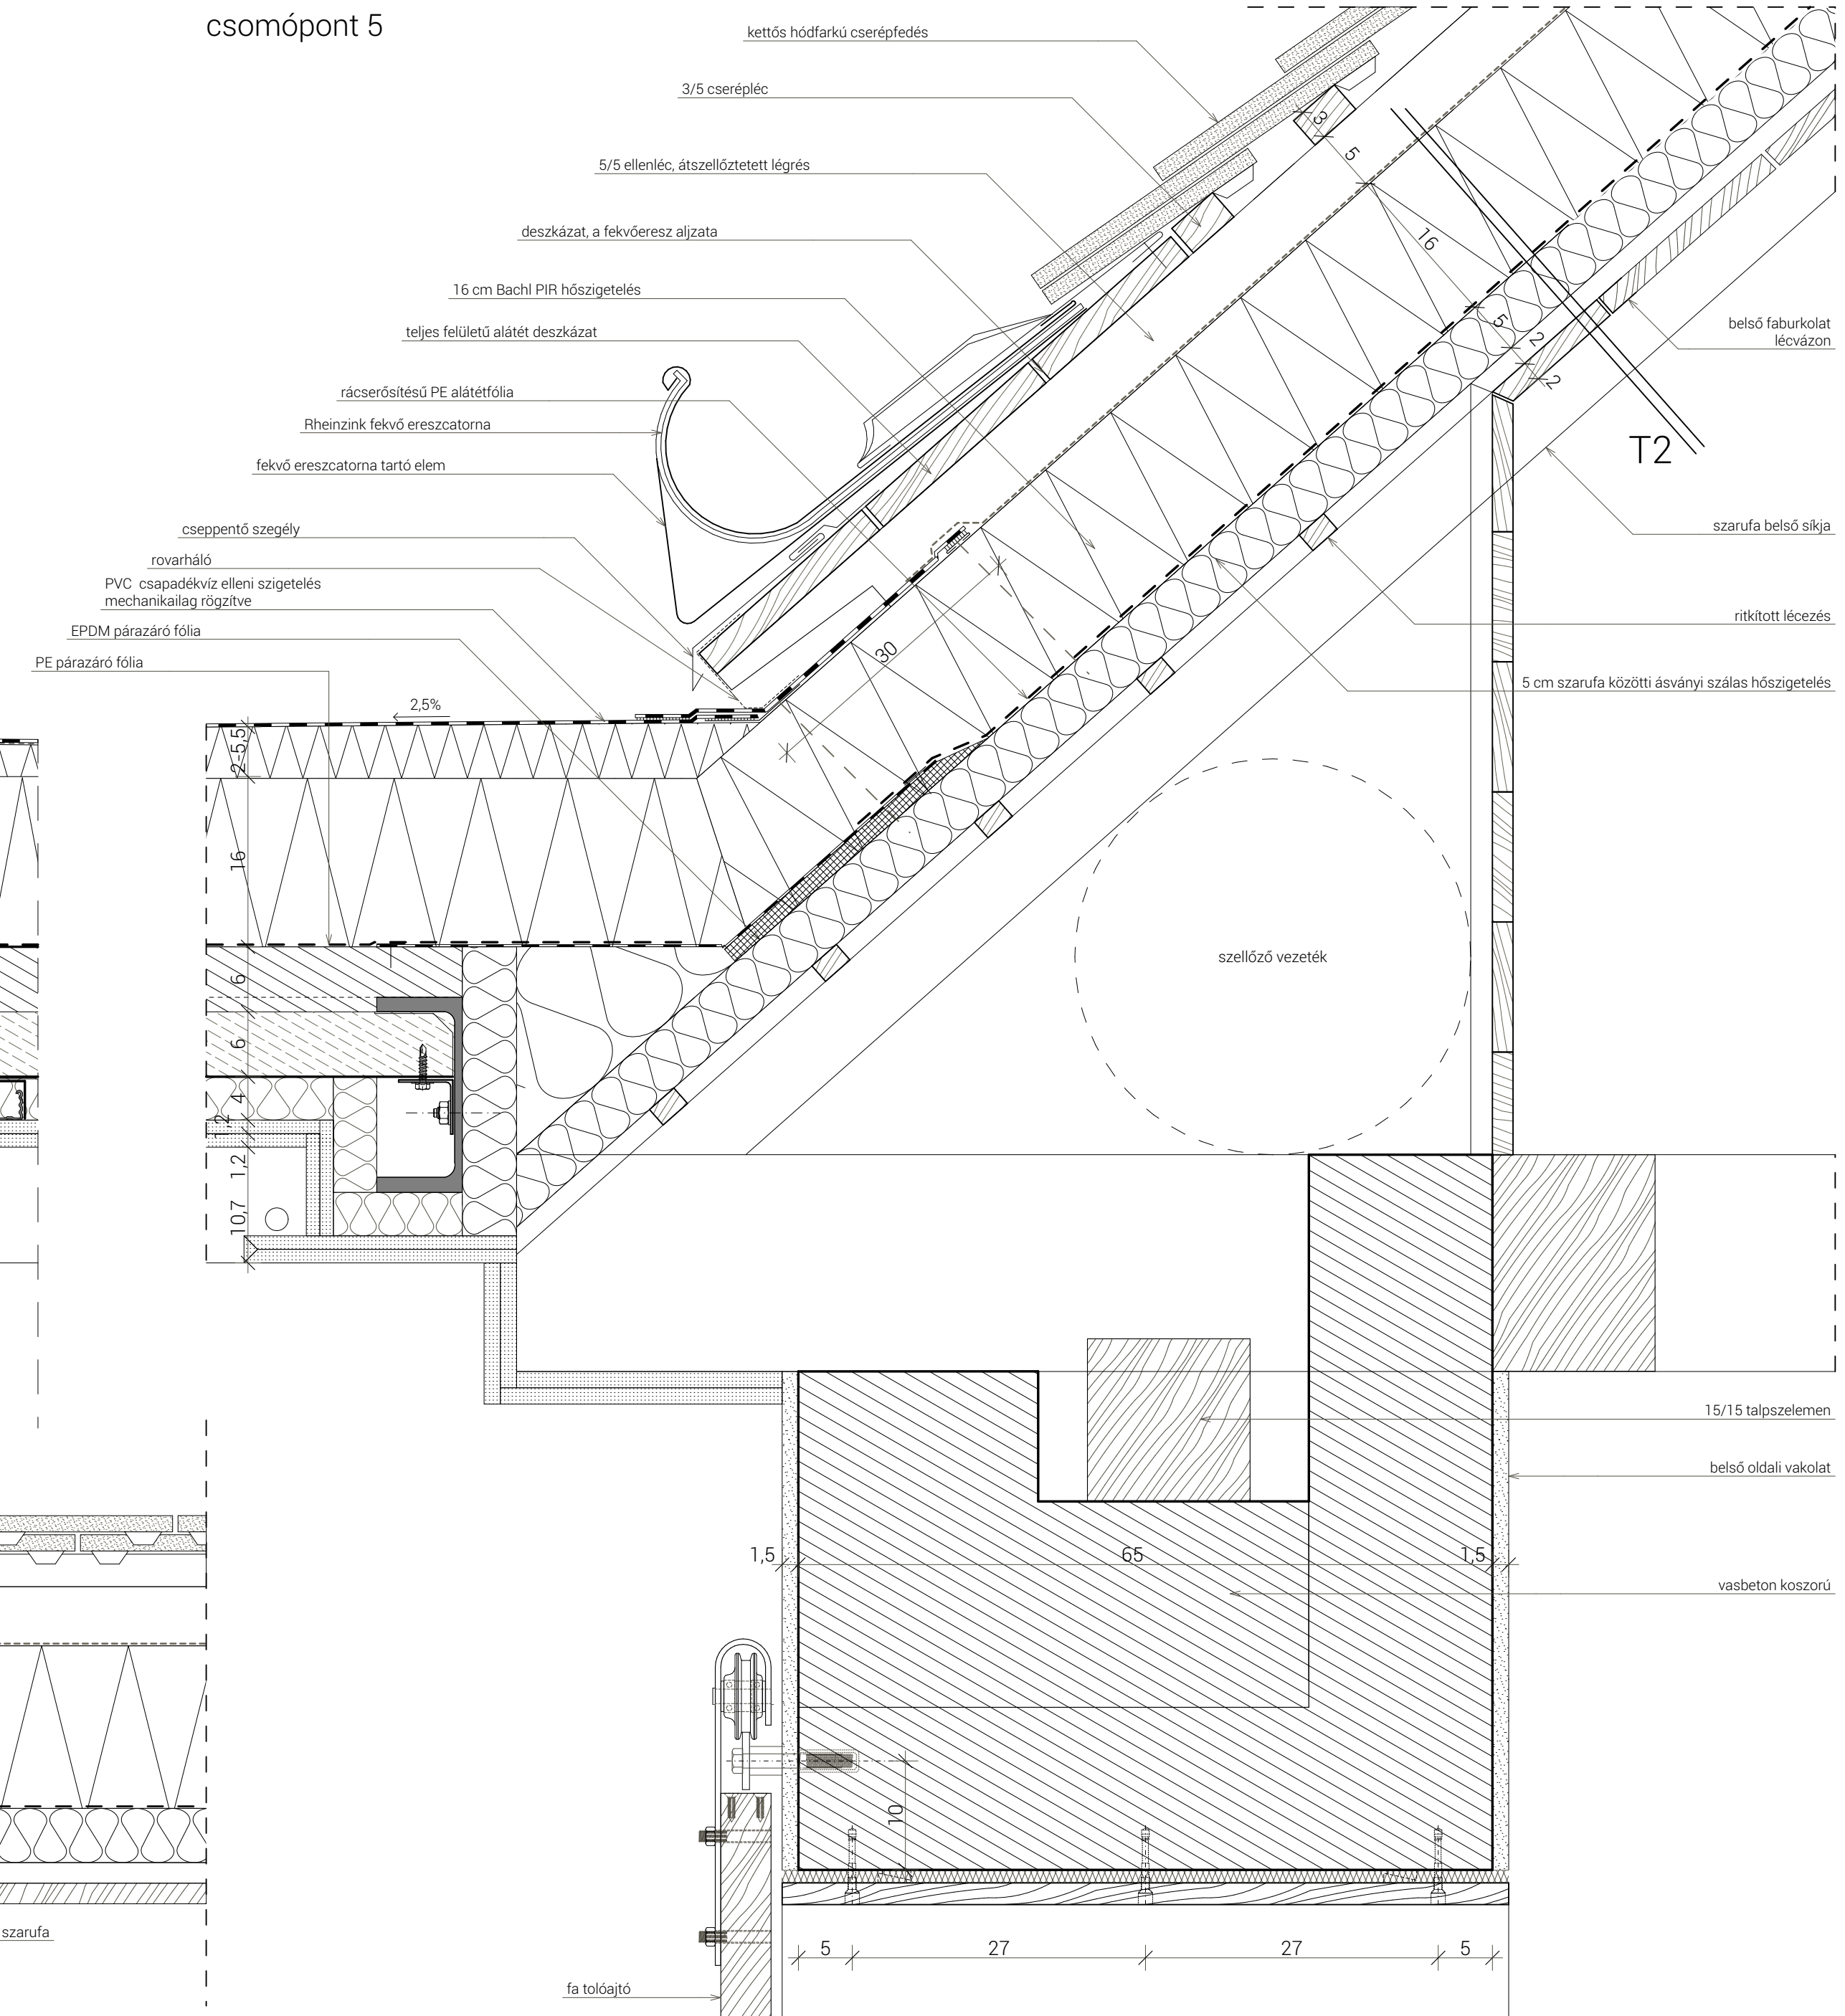 csomópont 5
kettős hódfarkú cserépfedés
3/5 cserépléc
5/5 ellenléc, átszellőztetett légrés
deszkázat, a fekvőeresz aljzata
16 cm Bachl PIR hőszigetelés
teljes felületű alátét deszkázat
rácserősítésű PE alátétfólia
Rheinzink fekvő ereszcatorna
fekvő ereszcatorna tartó elem
cseppentő szegély
rovarháló
PVC csapadékvíz elleni szigetelés
mechanikailag rögzítve
EPDM párazáró fólia
PE párazáró fólia
3
5
16
5
2
2
T2
belső faburkolat
lécvázon
szarufa belső síkja
ritkított lécezés
5 cm szarufa közötti ásványi szálas hőszigetelés
30
2,5%
2-5,5
16
6
6
4
1,2
1,2
10,7
szellőző vezeték
15/15 talpszelemen
belső oldali vakolat
1,5
65
1,5
vasbeton koszorú
10
szarufa
5
27
27
5
fa tolóajtó